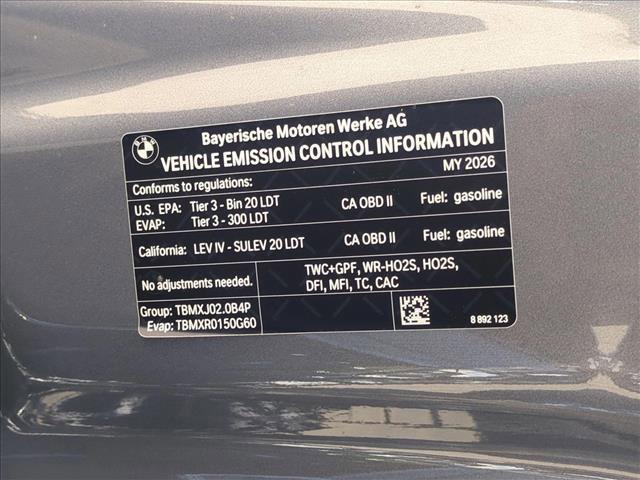 BMW
Bayerische Motoren Werke AG
VEHICLE EMISSION CONTROL INFORMATION
MY 2026
Conforms to regulations:
U.S. EPA: Tier 3 - Bin 20 LDT CA OBD II Fuel: gasoline
EVAP: Tier 3 - 300 LDT
California: LEV IV - SULEV 20 LDT CA OBD II Fuel: gasoline
No adjustments needed.
TWC+GPF, WR-HO2S, HO2S,
DFI, MFI, TC, CAC
Group: TBMXJ02.0B4P
Evap: TBMXR0150G60
8 892 123